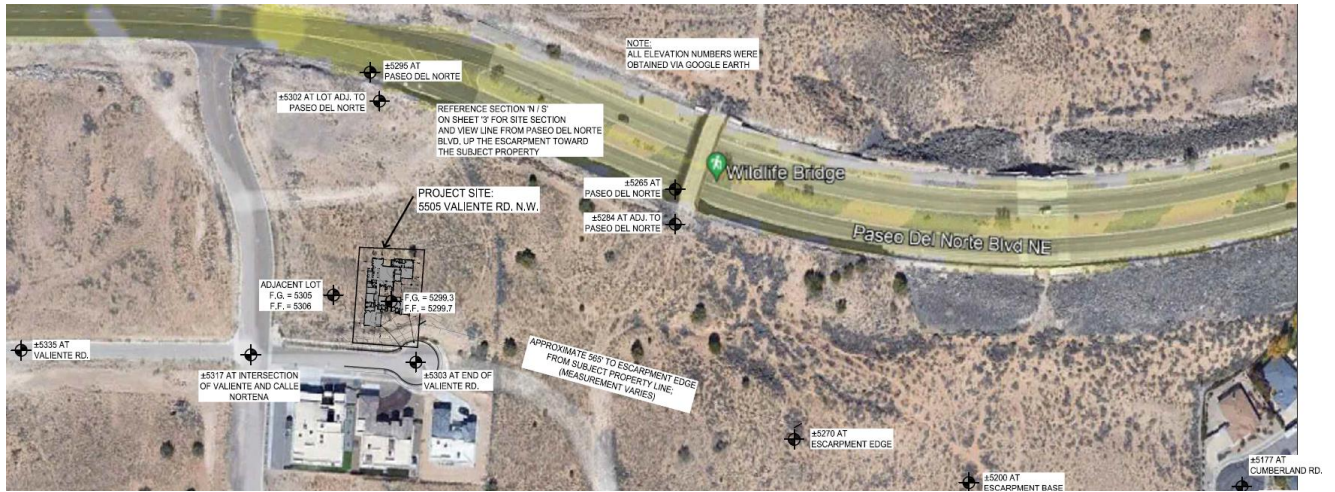 NOTE:
ALL ELEVATION NUMBERS WERE
OBTAINED VIA GOOGLE EARTH
±5295 AT
PASEO DEL NORTE
±5302 AT LOT ADJ. TO
PASEO DEL NORTE
REFERENCE SECTION 'N / S'
ON SHEET '3' FOR SITE SECTION
AND VIEW LINE FROM PASEO DEL NORTE
BLVD, UP THE ESCARPMENT TOWARD
THE SUBJECT PROPERTY
Wildlife Bridge
±5265 AT
PASEO DEL NORTE
PROJECT SITE:
5505 VALIENTE RD. N.W.
±5284 AT ADJ. TO
PASEO DEL NORTE
Paseo Del Norte Blvd NE
ADJACENT LOT
F.G. = 5305
F.F. = 5306
F.G. = 5299.3
F.F. = 5299.7
±5335 AT
VALIENTE RD.
±5317 AT INTERSECTION
OF VALIENTE AND CALLE
NORTENA
±5303 AT END OF
VALIENTE RD.
APPROXIMATE 565' TO ESCARPMENT EDGE
FROM SUBJECT PROPERTY LINE;
(MEASUREMENT VARIES)
±5270 AT
ESCARPMENT EDGE
±5200 AT
ESCARPMENT BASE
±5177 AT
CUMBERLAND RD.